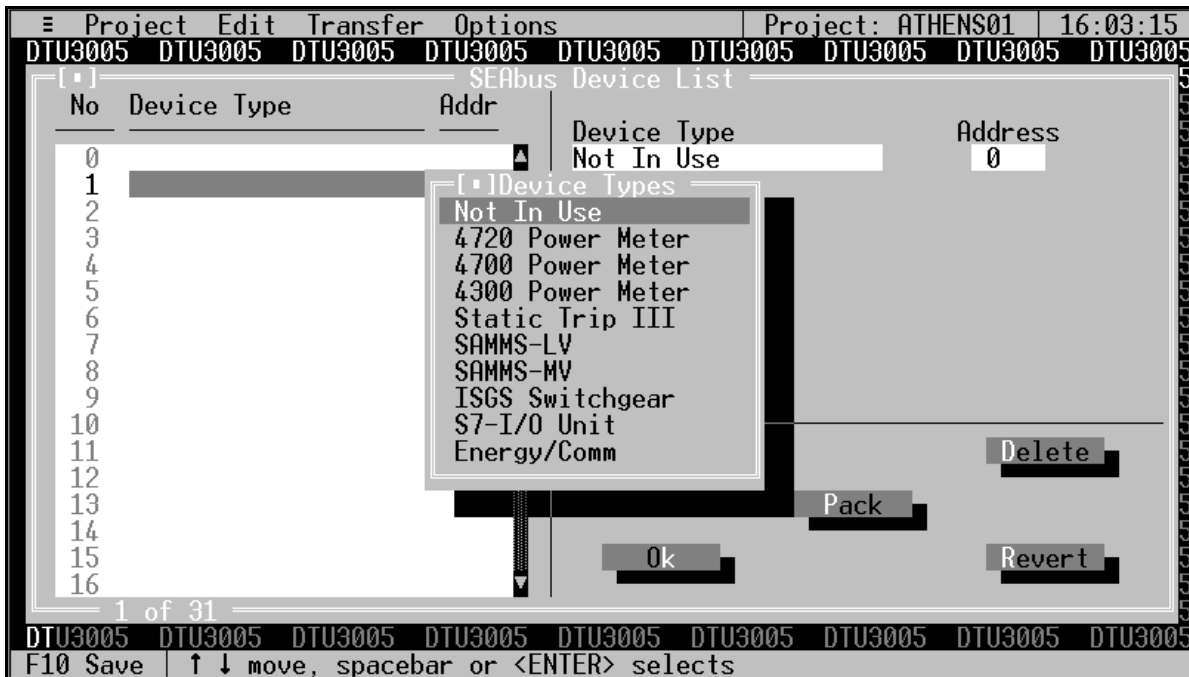 ≡ Project Edit Transfer Options Project: ATHENS01 16:03:15
DTU3005 DTU3005 DTU3005 DTU3005 DTU3005 DTU3005 DTU3005 DTU3005 DTU3005
[▪] SEAbus Device List
No Device Type Addr
Device Type Address
0 Not In Use 0
1 [▪]Device Types
2 Not In Use
3 4720 Power Meter
4 4700 Power Meter
5 4300 Power Meter
6 Static Trip III
7 SAMMS-LV
8 SAMMS-MV
9 ISGS Switchgear
10 S7-I/O Unit
11 Energy/Comm Delete
12
13 Pack
14
15 Ok Revert
16
1 of 31
DTU3005 DTU3005 DTU3005 DTU3005 DTU3005 DTU3005 DTU3005 DTU3005 DTU3005
F10 Save ↑ ↓ move, spacebar or <ENTER> selects